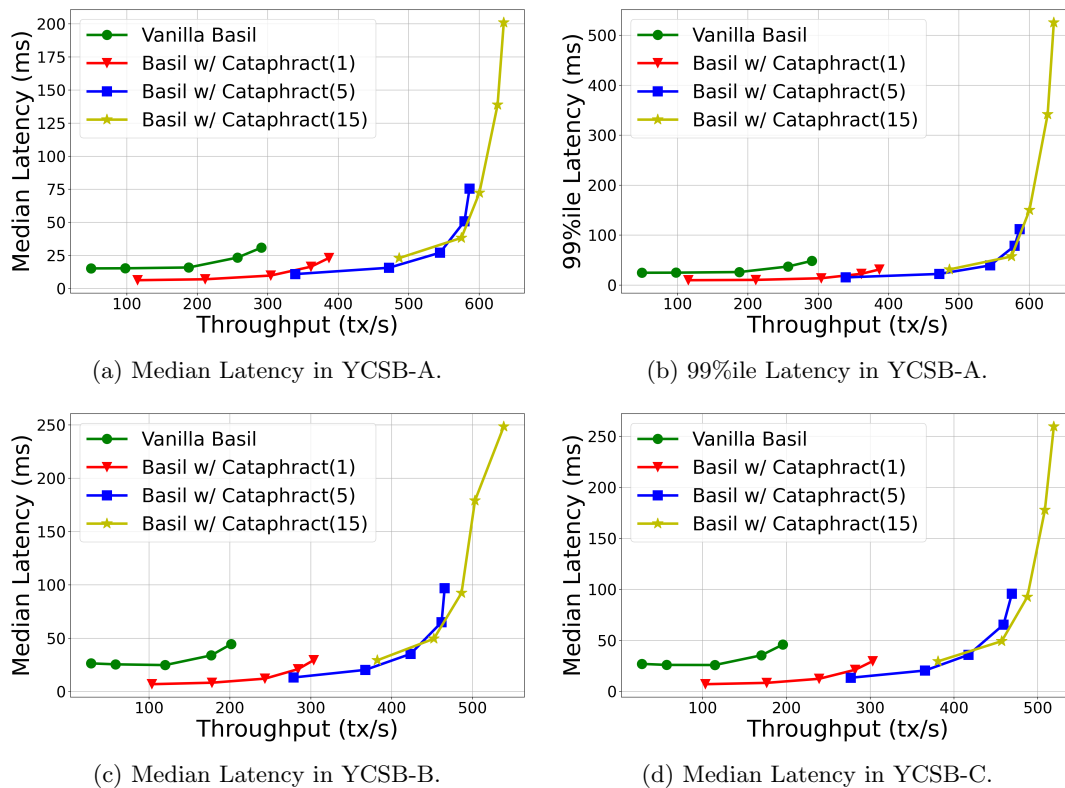 Median Latency (ms)
200
175
150
125
100
75
50
25
0
Vanilla Basil
Basil w/ Cataphract(1)
Basil w/ Cataphract(5)
Basil w/ Cataphract(15)
100 200 300 400 500 600
Throughput (tx/s)
(a) Median Latency in YCSB-A.
99%ile Latency (ms)
500
400
300
200
100
0
Vanilla Basil
Basil w/ Cataphract(1)
Basil w/ Cataphract(5)
Basil w/ Cataphract(15)
100 200 300 400 500 600
Throughput (tx/s)
(b) 99%ile Latency in YCSB-A.
Median Latency (ms)
250
200
150
100
50
0
Vanilla Basil
Basil w/ Cataphract(1)
Basil w/ Cataphract(5)
Basil w/ Cataphract(15)
100 200 300 400 500
Throughput (tx/s)
(c) Median Latency in YCSB-B.
Median Latency (ms)
250
200
150
100
50
0
Vanilla Basil
Basil w/ Cataphract(1)
Basil w/ Cataphract(5)
Basil w/ Cataphract(15)
100 200 300 400 500
Throughput (tx/s)
(d) Median Latency in YCSB-C.